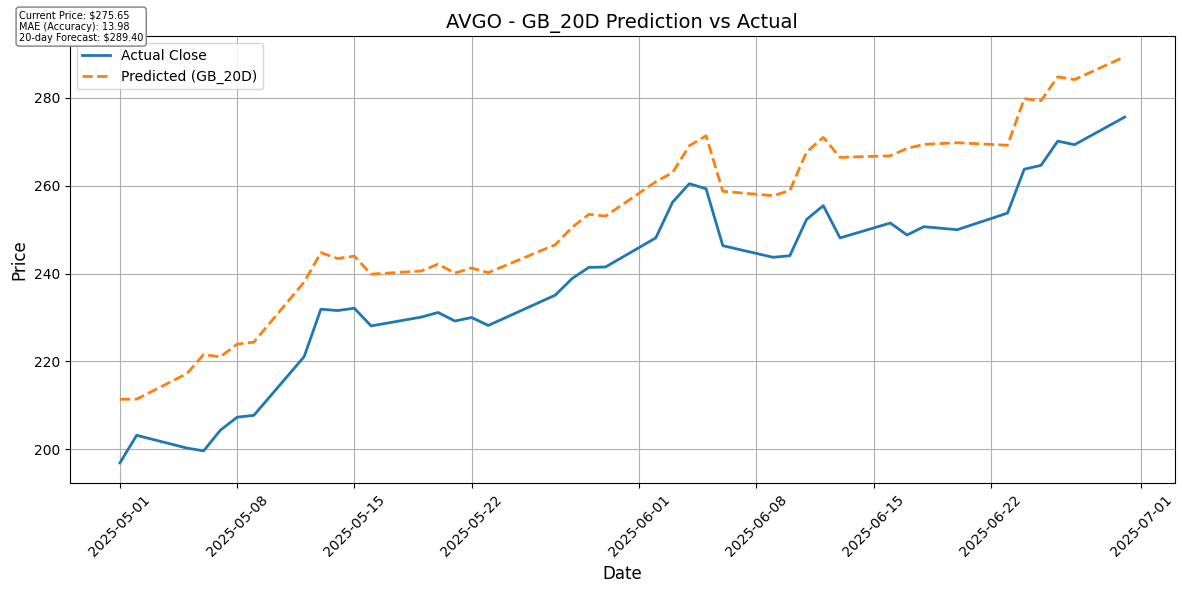 AVGO - GB_20D Prediction vs Actual
Current Price: $275.65
MAE (Accuracy): 13.98
20-day Forecast: $289.40
Actual Close
Predicted (GB_20D)
Price
280
260
240
220
200
2025-05-01
2025-05-08
2025-05-15
2025-05-22
2025-06-01
2025-06-08
2025-06-15
2025-06-22
2025-07-01
Date